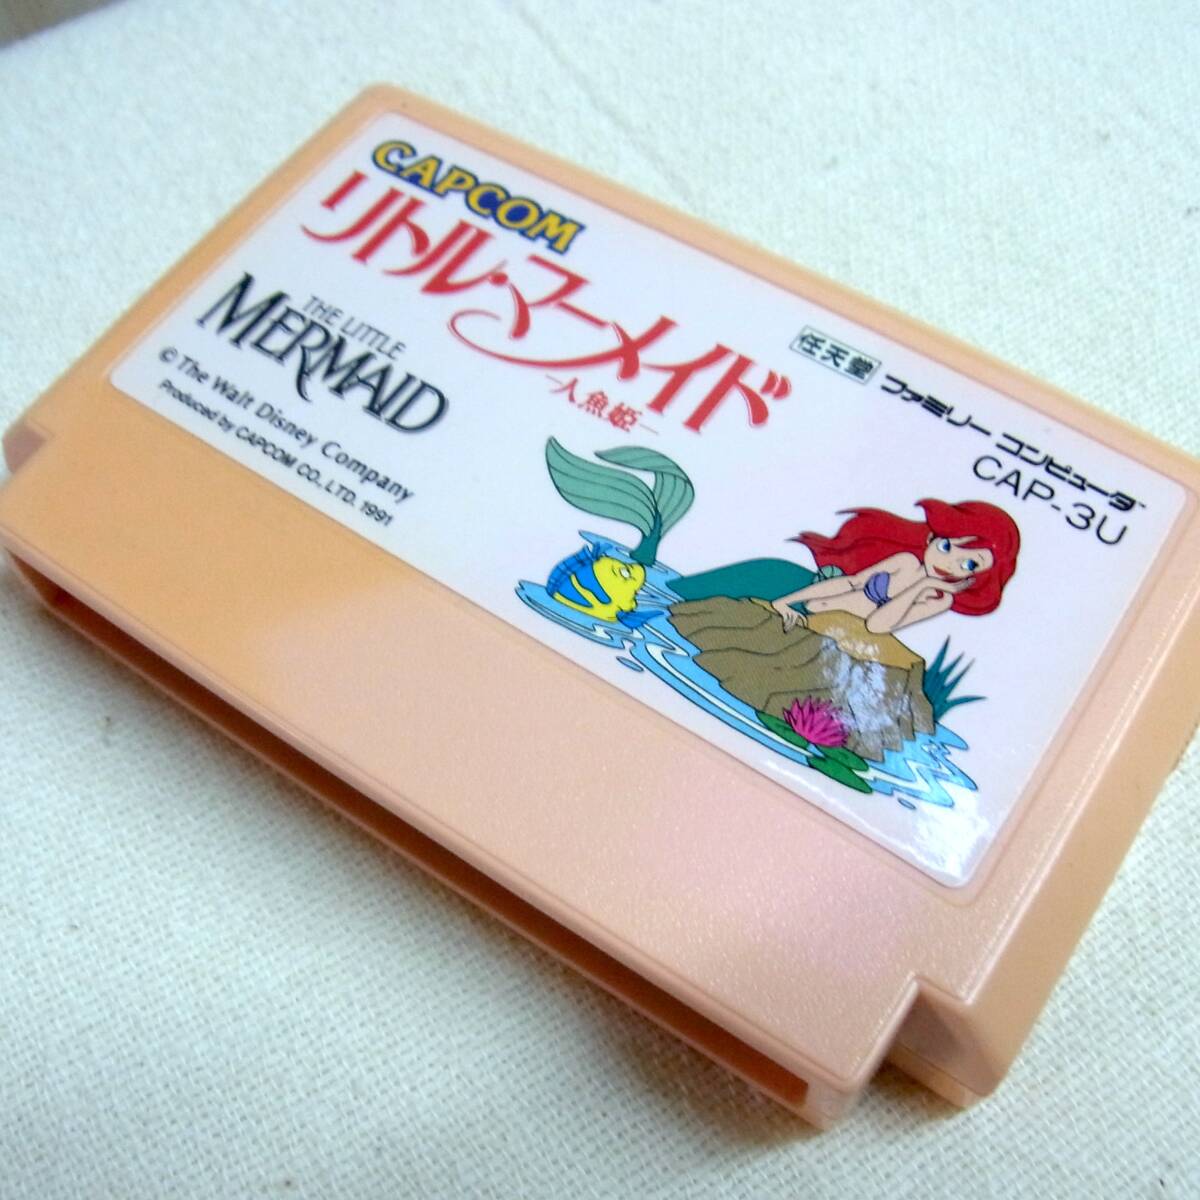 CAPCOM
リトル・マーメイド
—人魚姫—
THE LITTLE
MERMAID
© The Walt Disney Company
Produced by CAPCOM CO., LTD. 1991
任天堂 ファミリー コンピュータ™
CAP-3U